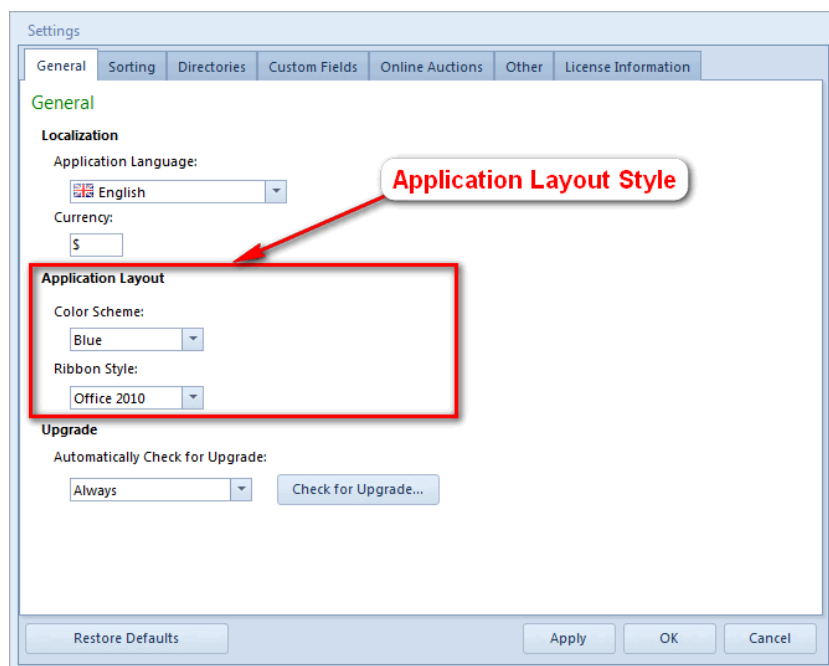 Settings
General Sorting Directories Custom Fields Online Auctions Other License Information
General
Localization
Application Language:
English
Application Layout Style
Currency:
$
Application Layout
Color Scheme:
Blue
Ribbon Style:
Office 2010
Upgrade
Automatically Check for Upgrade:
Always Check for Upgrade...
Restore Defaults Apply OK Cancel